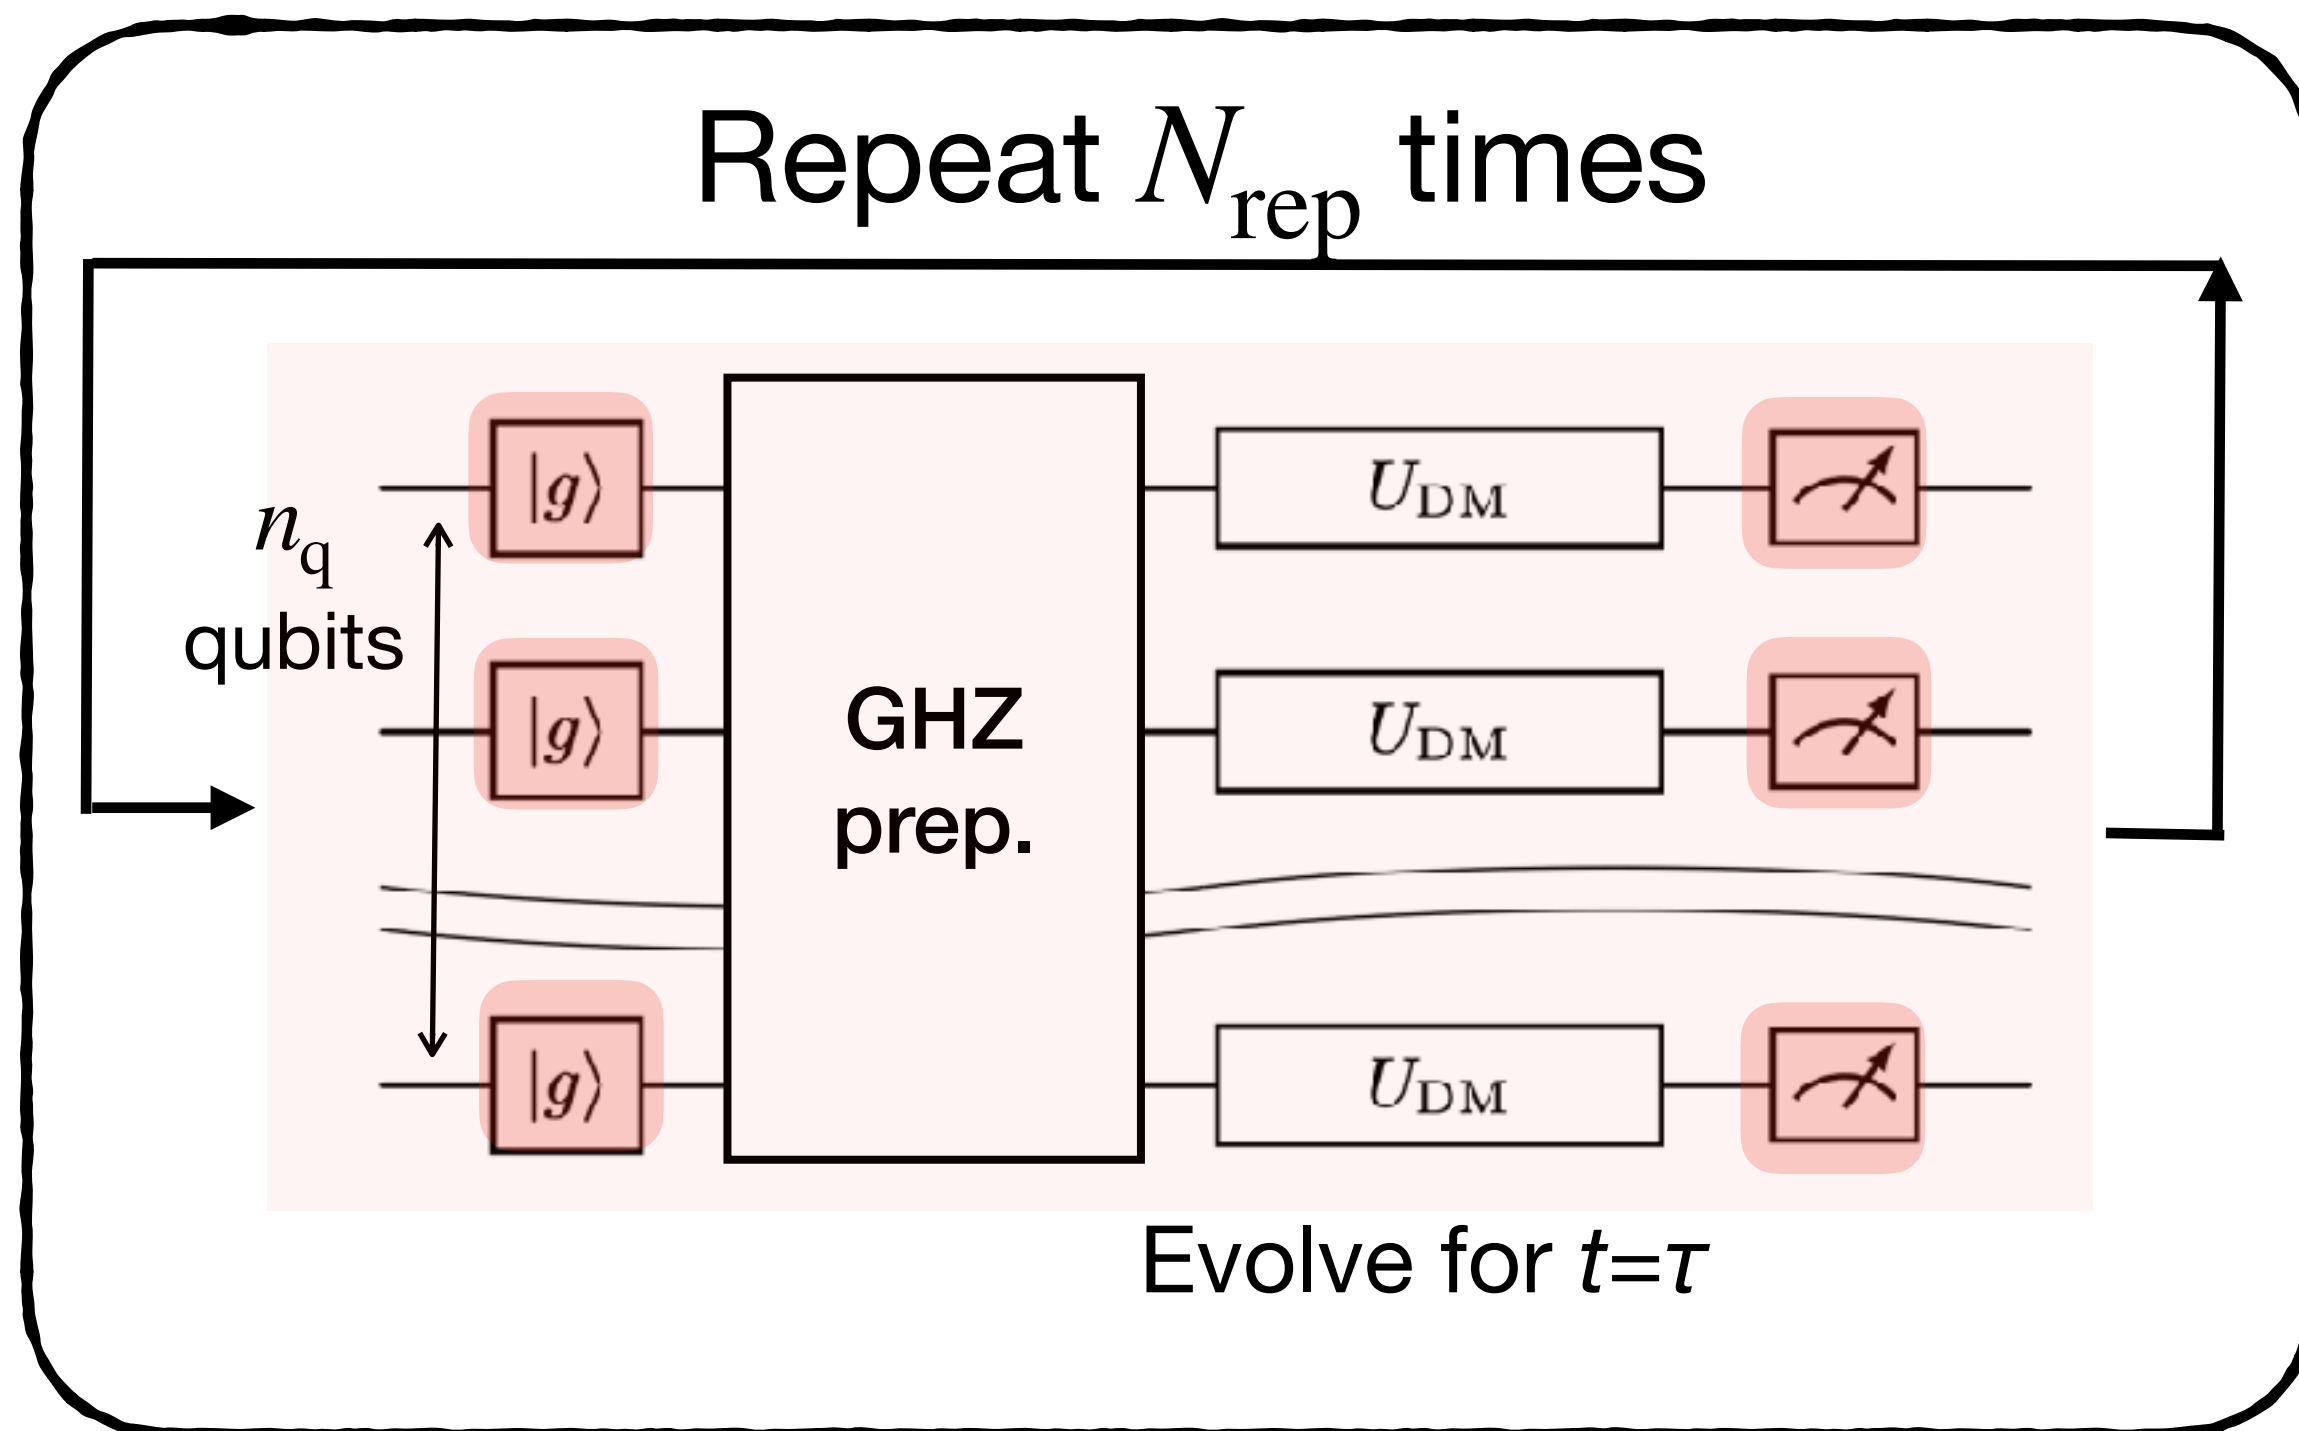 Repeat N_rep times
n_q
qubits
|g⟩
U_DM
|g⟩
GHZ
prep.
U_DM
|g⟩
U_DM
Evolve for t=τ